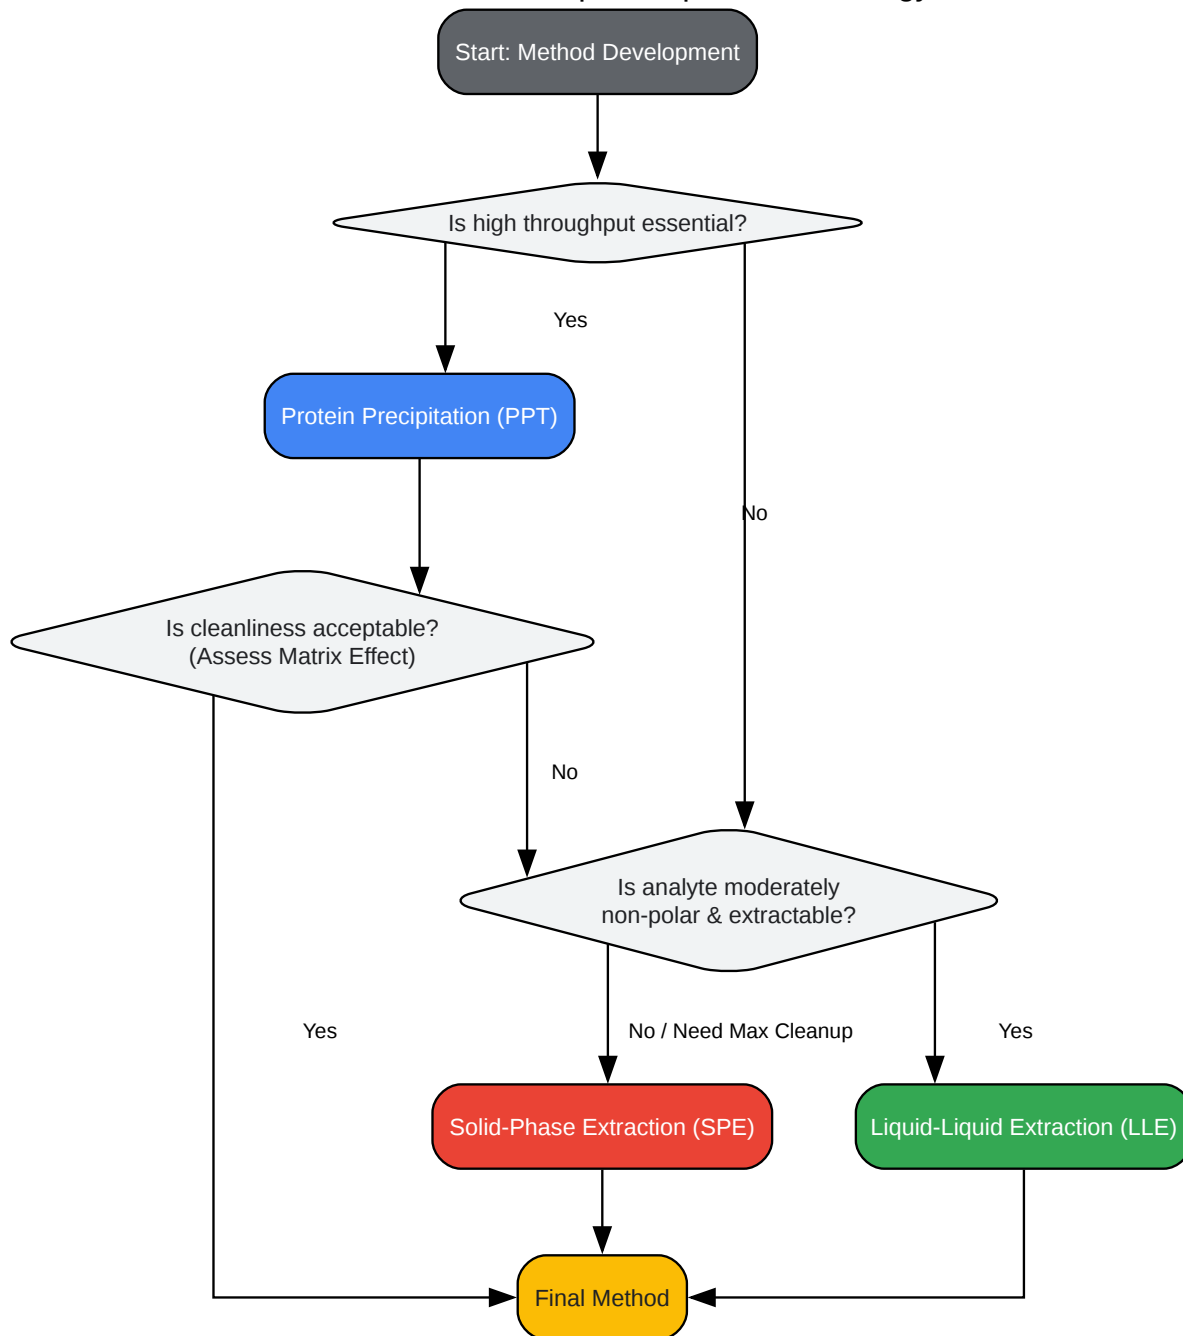 Start: Method Development
Is high throughput essential?
Yes
Protein Precipitation (PPT)
No
Is cleanliness acceptable?
(Assess Matrix Effect)
No
Is analyte moderately
non-polar & extractable?
Yes
No / Need Max Cleanup
Yes
Solid-Phase Extraction (SPE)
Liquid-Liquid Extraction (LLE)
Final Method